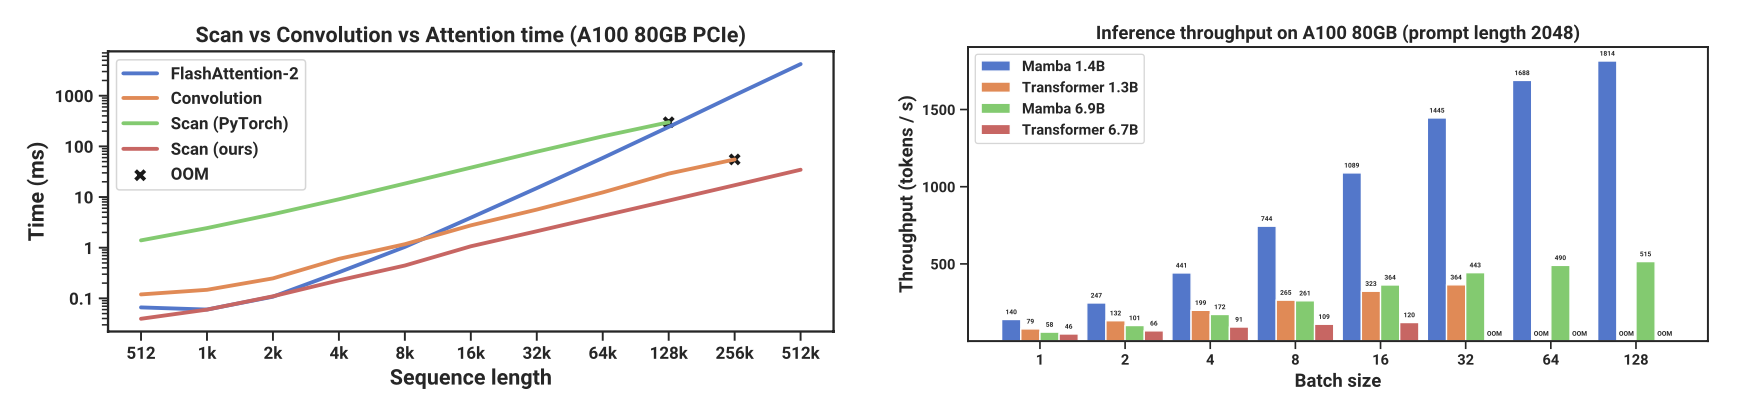 Scan vs Convolution vs Attention time (A100 80GB PCIe)
FlashAttention-2
Convolution
Scan (PyTorch)
Scan (ours)
OOM
Time (ms)
1000
100
10
1
0.1
512 1k 2k 4k 8k 16k 32k 64k 128k 256k 512k
Sequence length
Inference throughput on A100 80GB (prompt length 2048)
Mamba 1.4B
Transformer 1.3B
Mamba 6.9B
Transformer 6.7B
Throughput (tokens / s)
1500
1000
500
140 79 58 46
247 132 101 66
441 199 172 91
744 265 261 109
1089 323 364 120
1445 364 443 OOM
1688 OOM 490 OOM
1814 OOM 515 OOM
1 2 4 8 16 32 64 128
Batch size